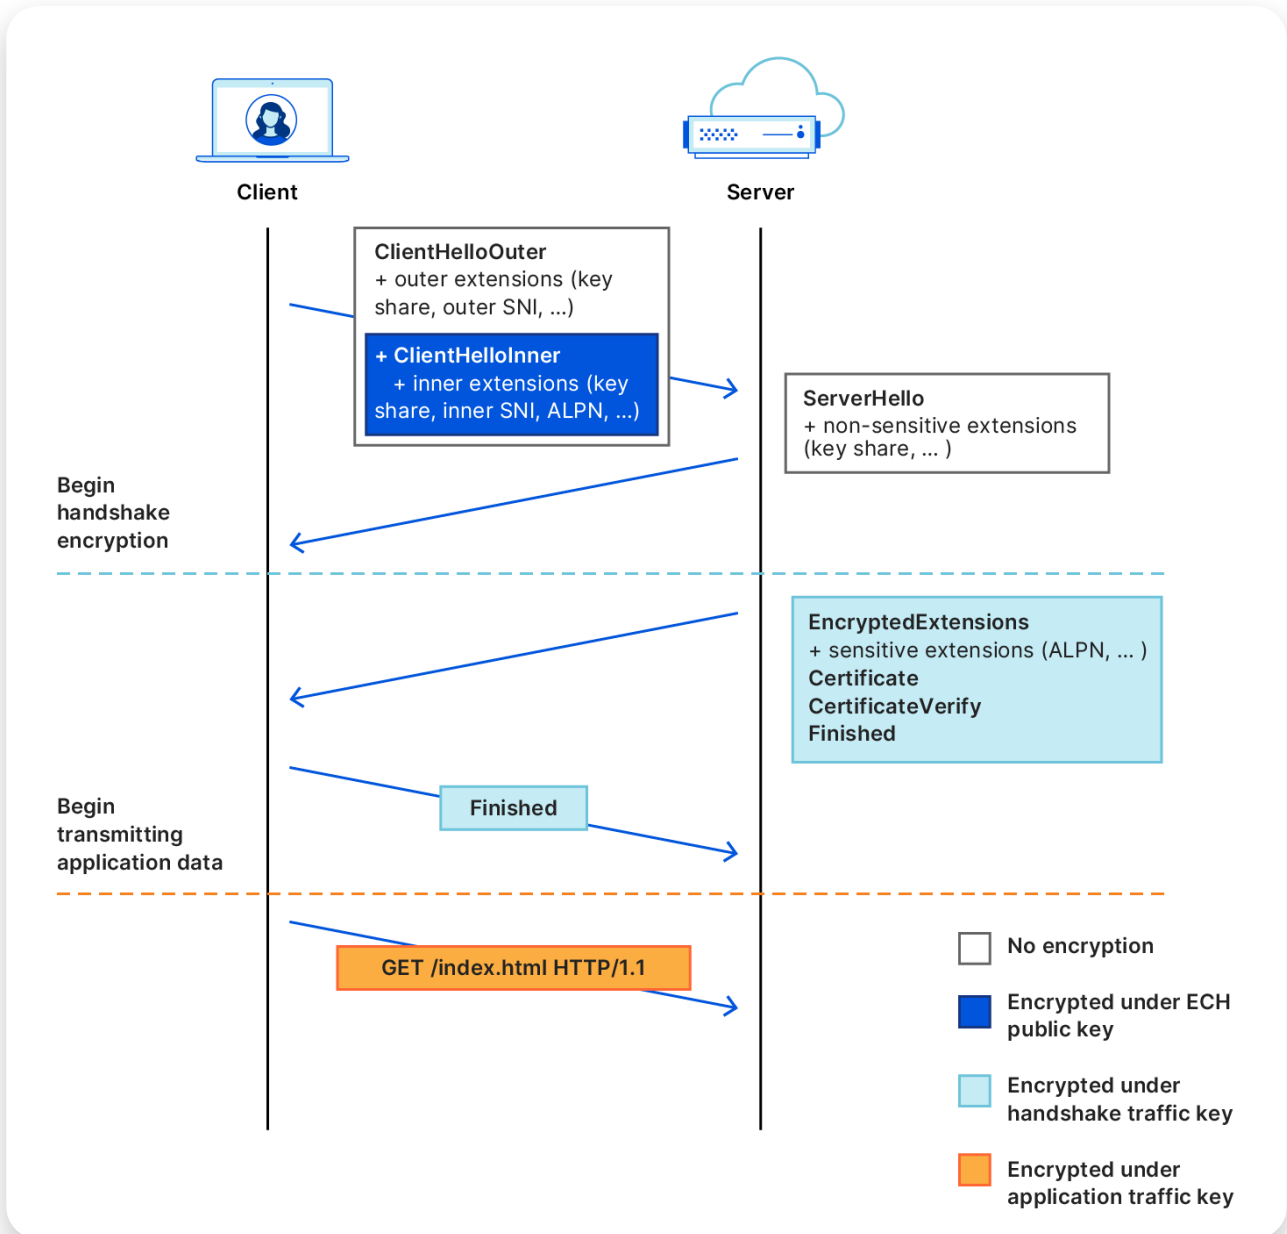 Client
Server
ClientHelloOuter
+ outer extensions (key
share, outer SNI, ...)
+ ClientHelloInner
+ inner extensions (key
share, inner SNI, ALPN, ...)
ServerHello
+ non-sensitive extensions
(key share, ... )
Begin
handshake
encryption
EncryptedExtensions
+ sensitive extensions (ALPN, ... )
Certificate
CertificateVerify
Finished
Finished
Begin
transmitting
application data
GET /index.html HTTP/1.1
No encryption
Encrypted under ECH
public key
Encrypted under
handshake traffic key
Encrypted under
application traffic key